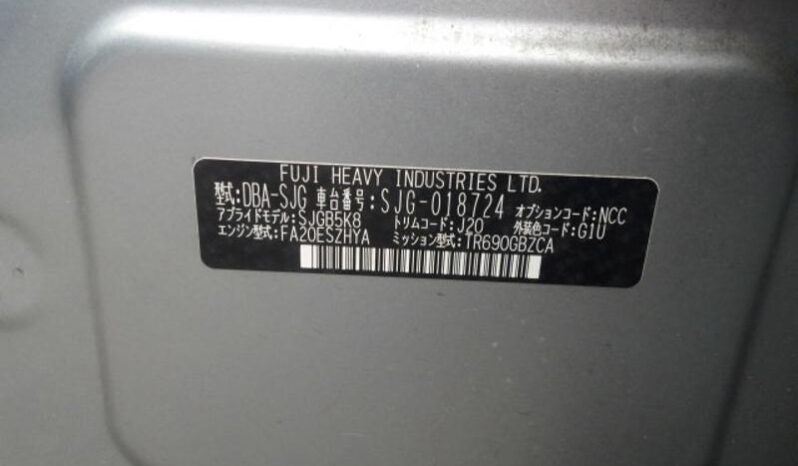 FUJI HEAVY INDUSTRIES LTD.
型式:DBA-SJG 車台番号:SJG-018724 オプションコード:NCC
アプライドモデル:SJGB5K8 トリムコード:J20 外装色コード:G1U
エンジン型式:FA20ESZHYA ミッション型式:TR690GBZCA